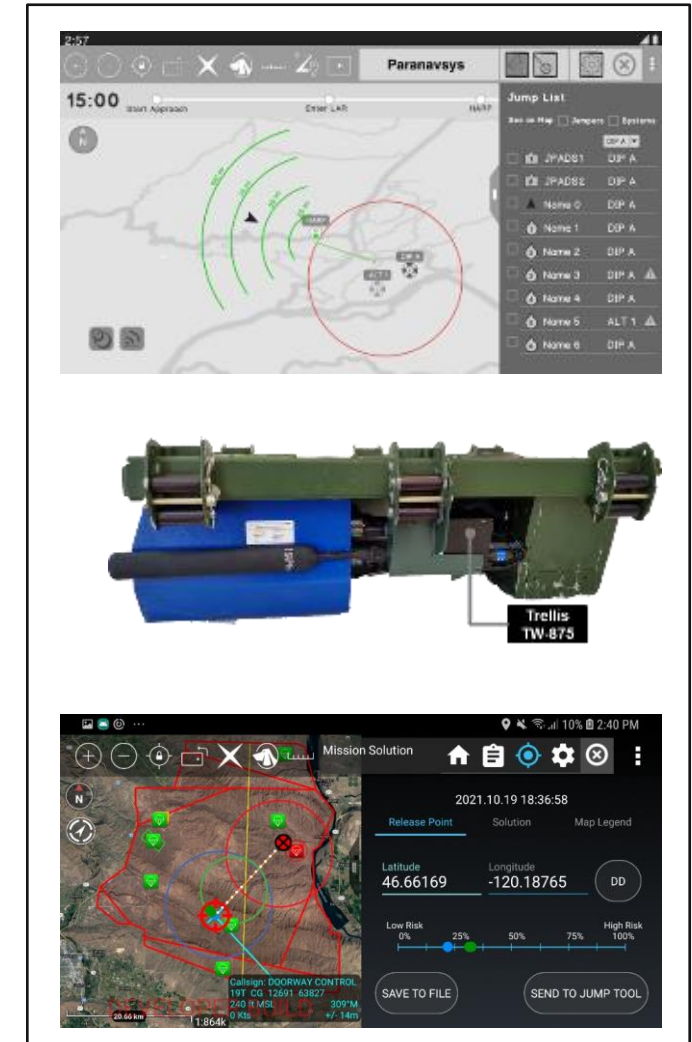 2:57
Paranavsys
15:00
Start Approach
Enter LAR
HARP
Jump List
See on Map
Jumpers
Systems
DIP A
JPADS1 DIP A
JPADS2 DIP A
Name 0 DIP A
Name 1 DIP A
Name 2 DIP A
Name 3 DIP A
Name 4 DIP A
Name 5 ALT 1
Name 6 DIP A
N
HARP
DIP A
ALT 1
Trellis
TW-875
10% 2:40 PM
Mission Solution
N
2021.10.19 18:36:58
Release Point Solution Map Legend
Latitude Longitude
46.66169 -120.18765 DD
Low Risk High Risk
0% 25% 50% 75% 100%
SAVE TO FILE SEND TO JUMP TOOL
Callsign: DOORWAY CONTROL
19T CG 12691 63827
240 ft MSL 309°M
0 Kts +/- 14m
DEVELOPER BUILD
20.66 km
1:864k